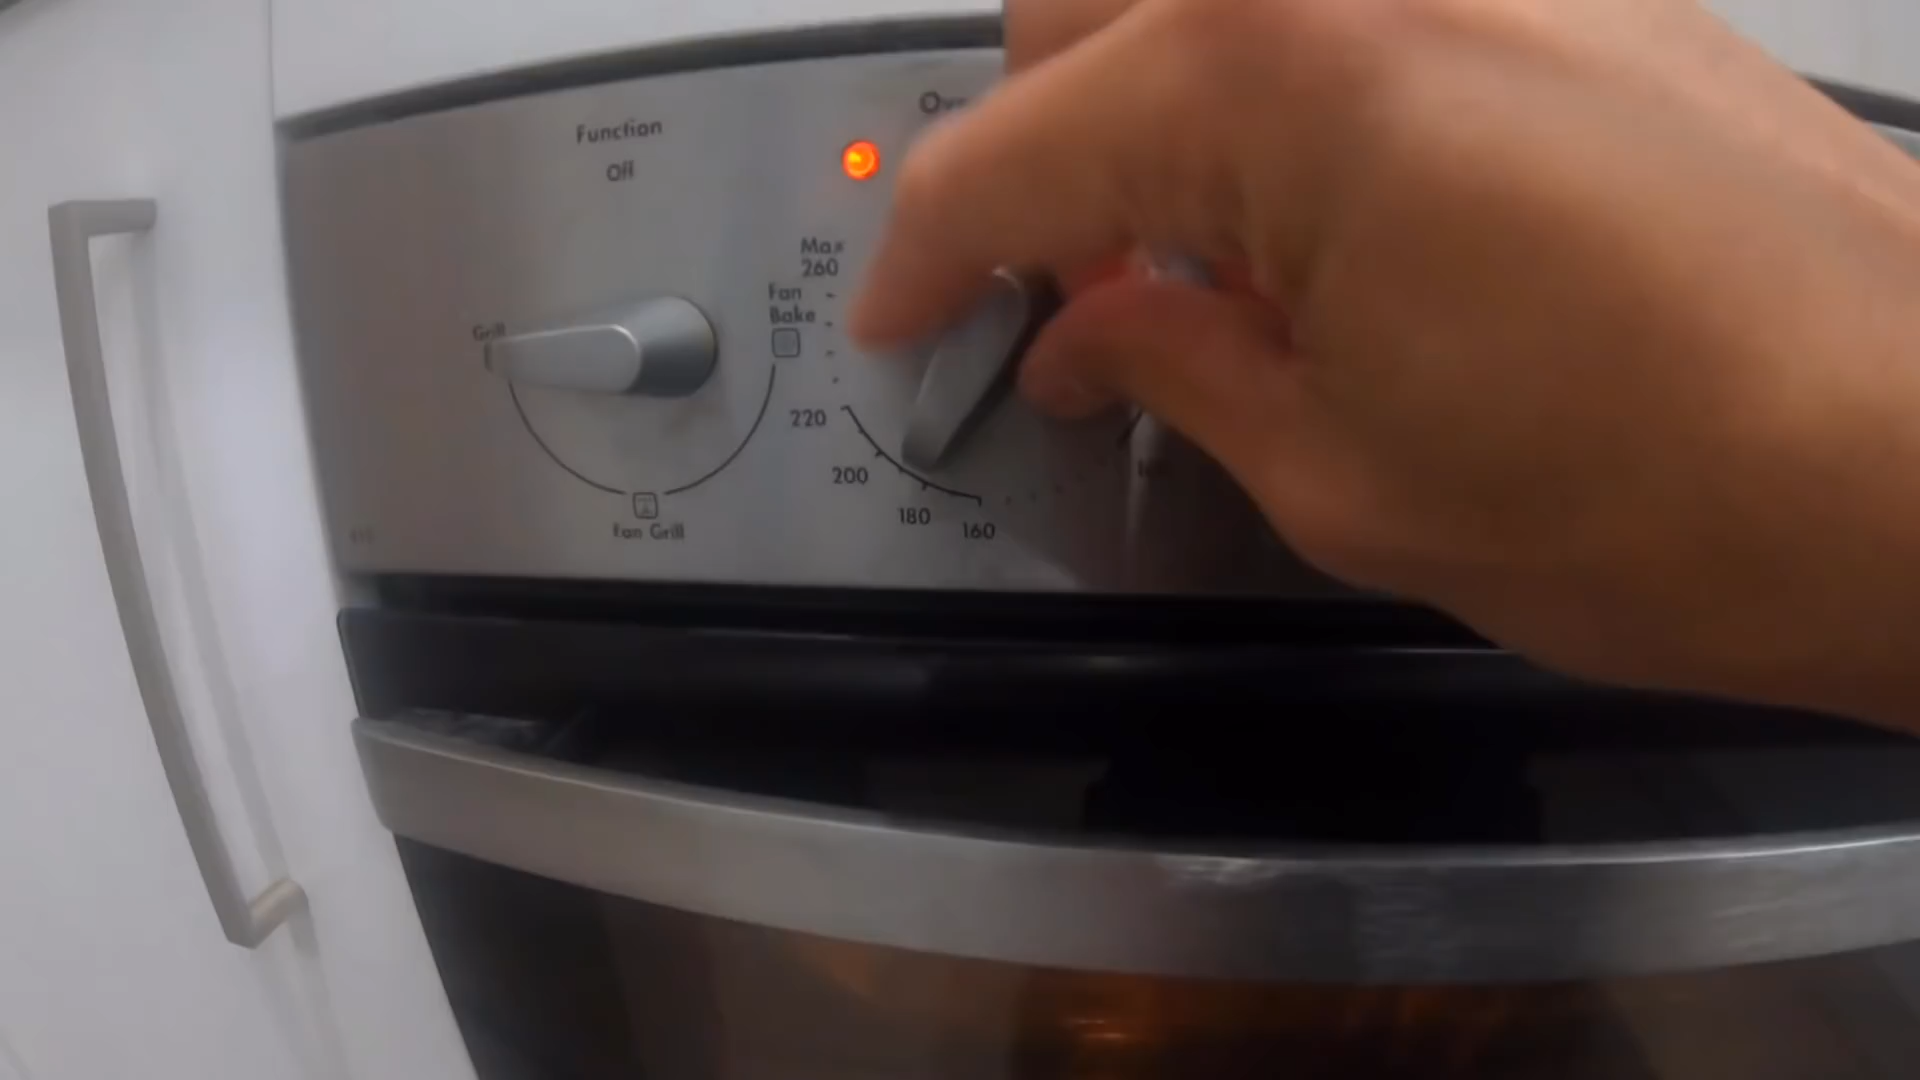 Function
Off
Max
260
Fan
Bake
Grill
220
200
180
160
Fan Grill